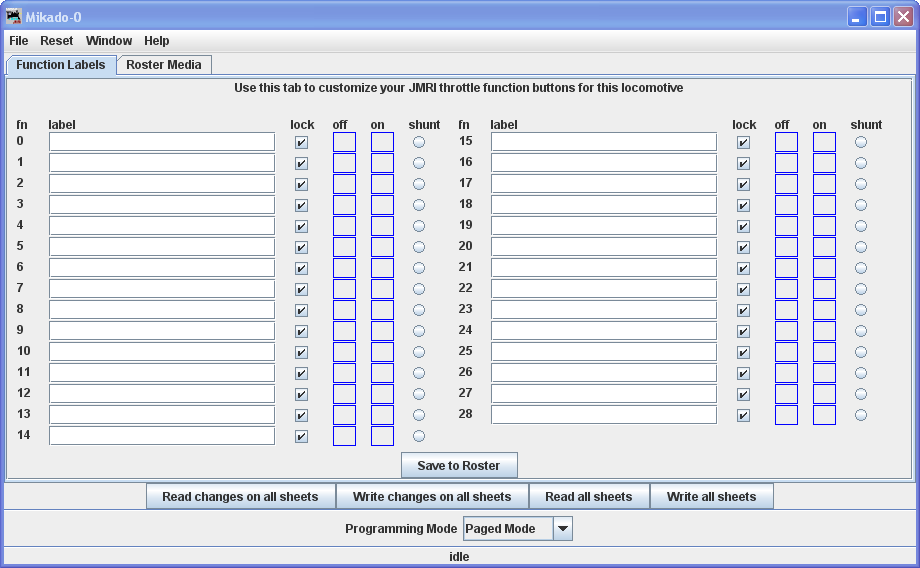 Mikado-0
File Reset Window Help
Function Labels Roster Media
Use this tab to customize your JMRI throttle function buttons for this locomotive
fn label lock off on shunt fn label lock off on shunt
0 15
1 16
2 17
3 18
4 19
5 20
6 21
7 22
8 23
9 24
10 25
11 26
12 27
13 28
14
Save to Roster
Read changes on all sheets Write changes on all sheets Read all sheets Write all sheets
Programming Mode Paged Mode
idle